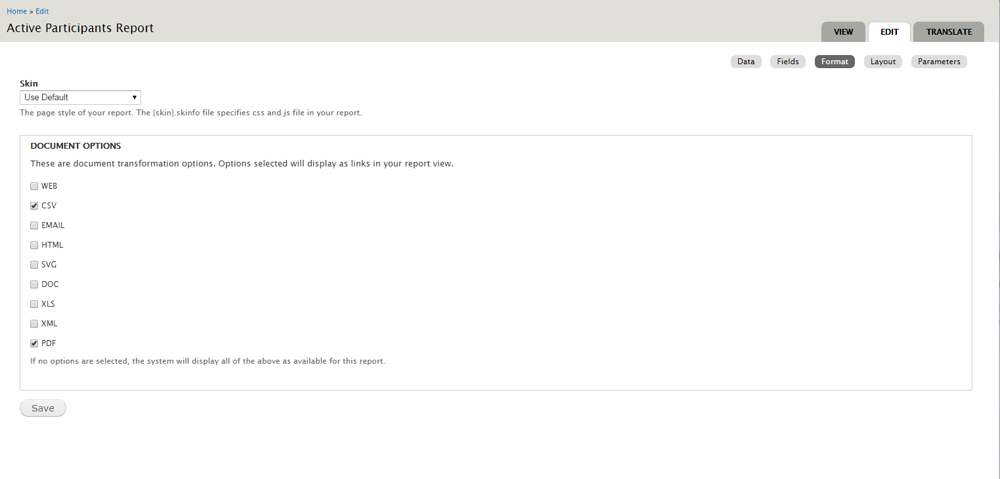 Home » Edit
Active Participants Report
VIEW EDIT TRANSLATE
Data Fields Format Layout Parameters
Skin
Use Default
The page style of your report. The {skin}.skinfo file specifies css and js file in your report.
DOCUMENT OPTIONS
These are document transformation options. Options selected will display as links in your report view.
WEB
CSV
EMAIL
HTML
SVG
DOC
XLS
XML
PDF
If no options are selected, the system will display all of the above as available for this report.
Save